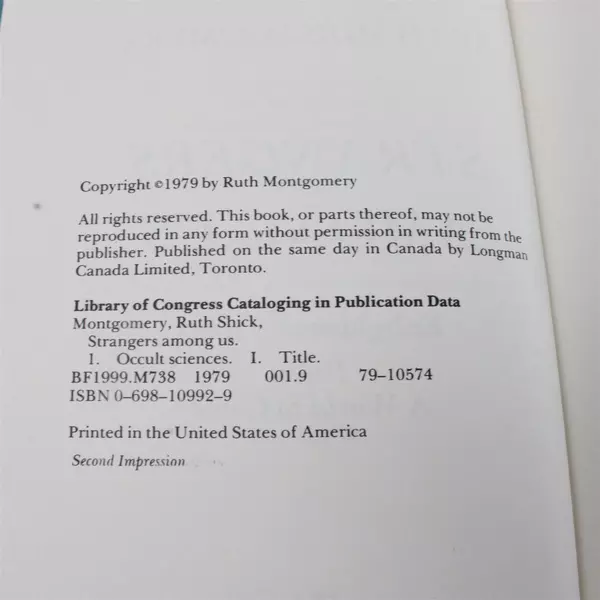 Copyright ©1979 by Ruth Montgomery
All rights reserved. This book, or parts thereof, may not be
reproduced in any form without permission in writing from the
publisher. Published on the same day in Canada by Longman
Canada Limited, Toronto.
Library of Congress Cataloging in Publication Data
Montgomery, Ruth Shick,
Strangers among us.
1. Occult sciences. I. Title.
BF1999.M738 1979 001.9 79–10574
ISBN 0–698–10992–9
Printed in the United States of America
Second Impression